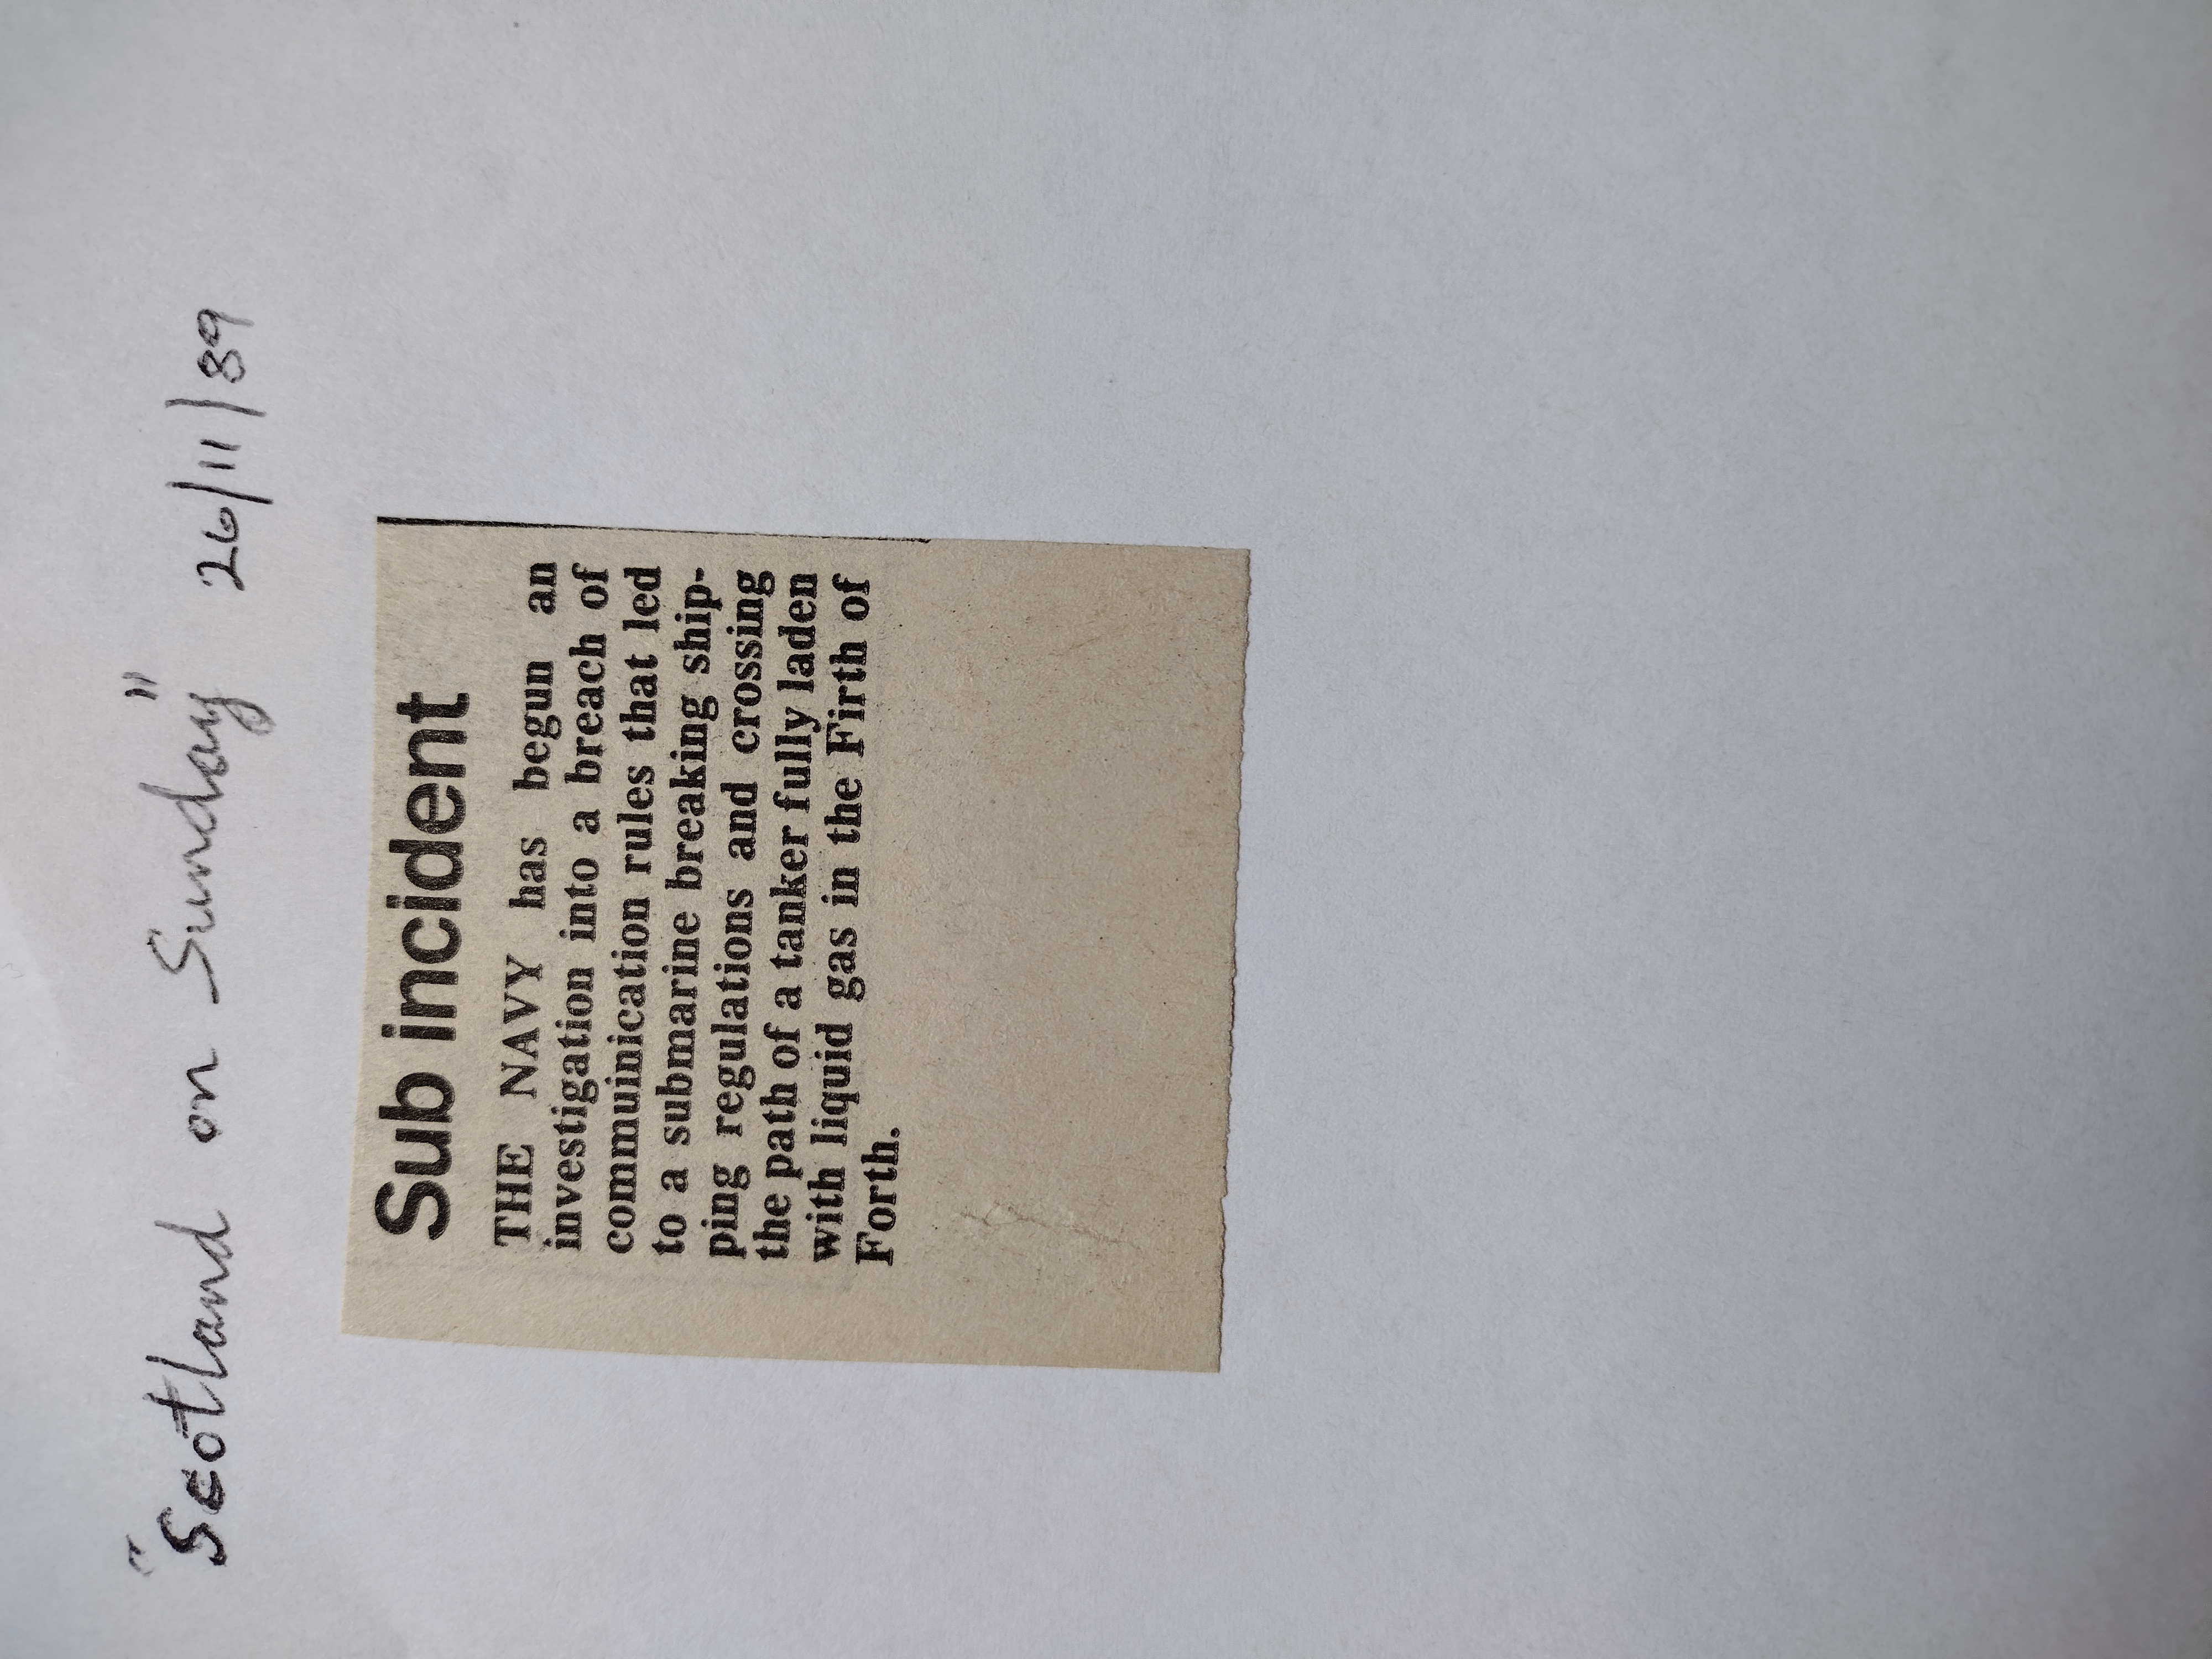 "Scotland on Sunday" 26/11/89
Sub incident
THE NAVY has begun an
investigation into a breach of
commuinication rules that led
to a submarine breaking ship-
ping regulations and crossing
the path of a tanker fully laden
with liquid gas in the Firth of
Forth.